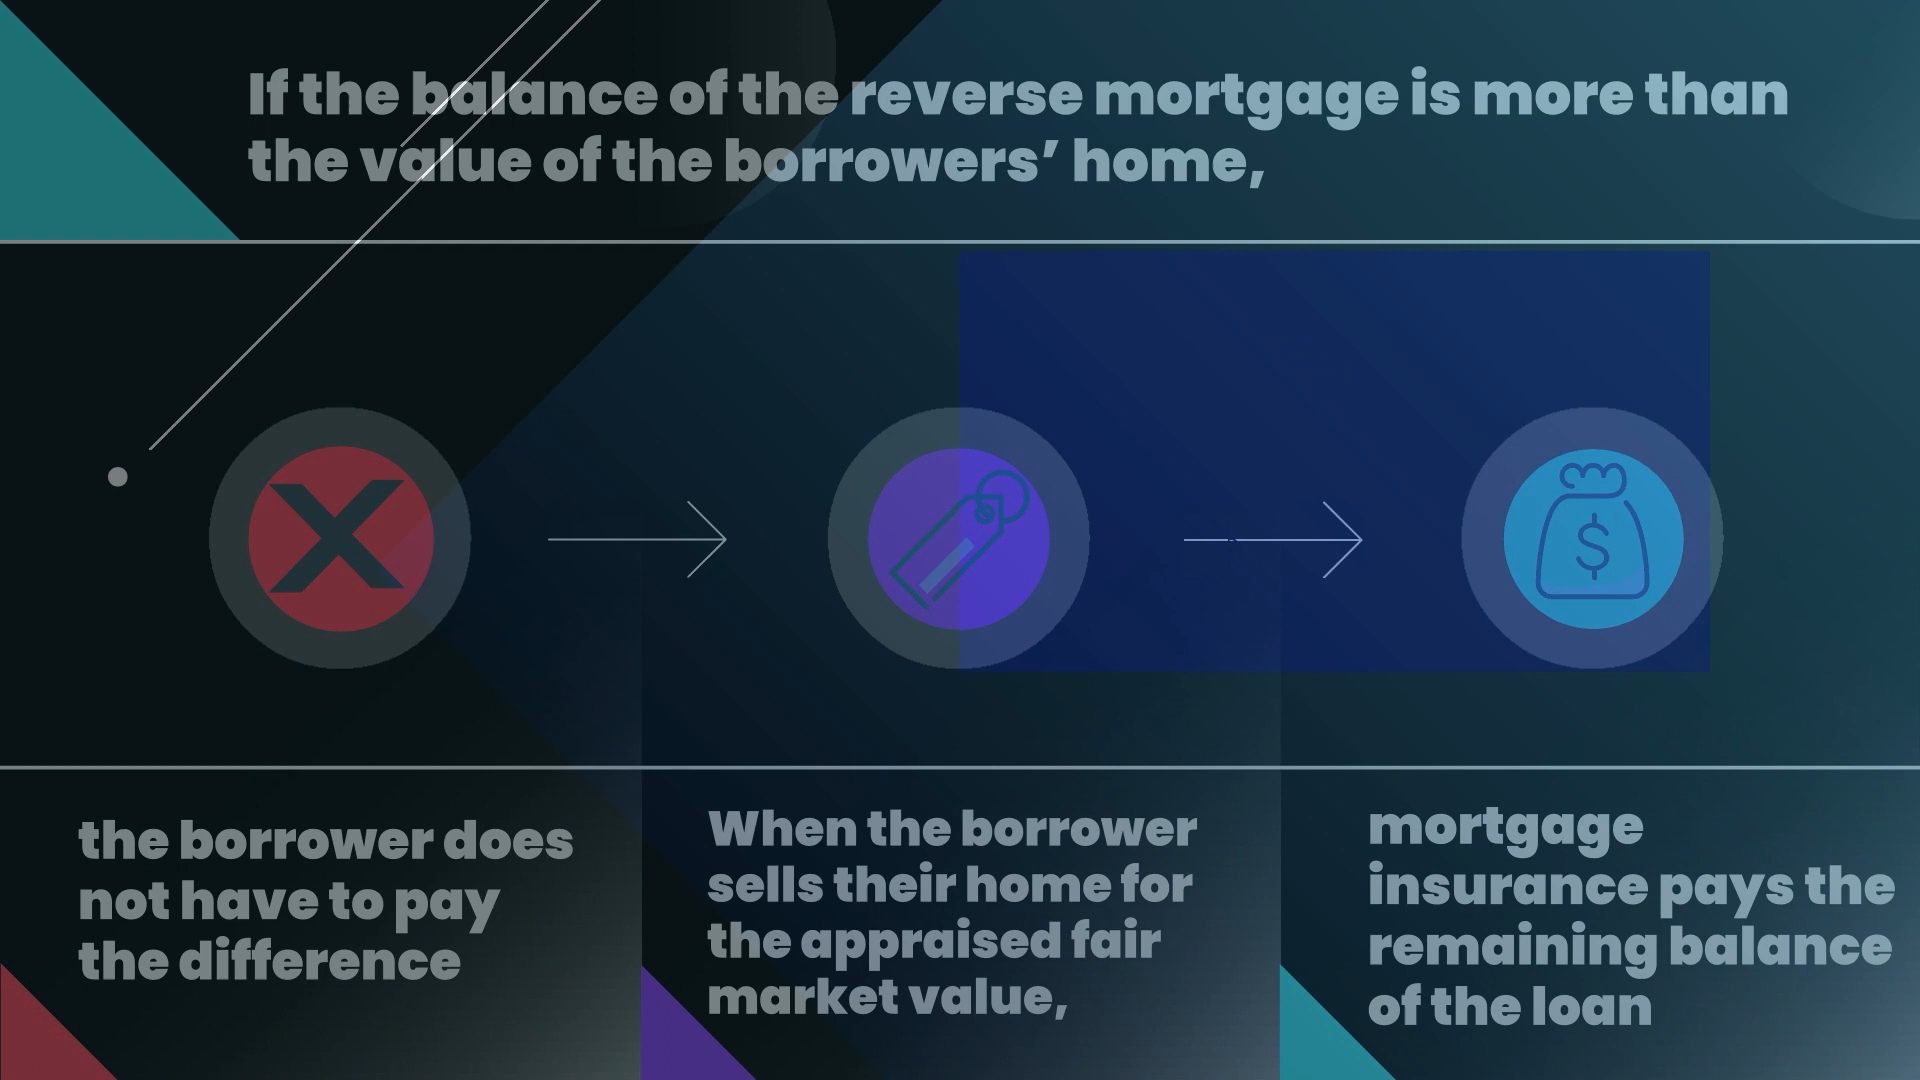 If the balance of the reverse mortgage is more than
the value of the borrowers’ home,
the borrower does
not have to pay
the difference
When the borrower
sells their home for
the appraised fair
market value,
mortgage
insurance pays the
remaining balance
of the loan